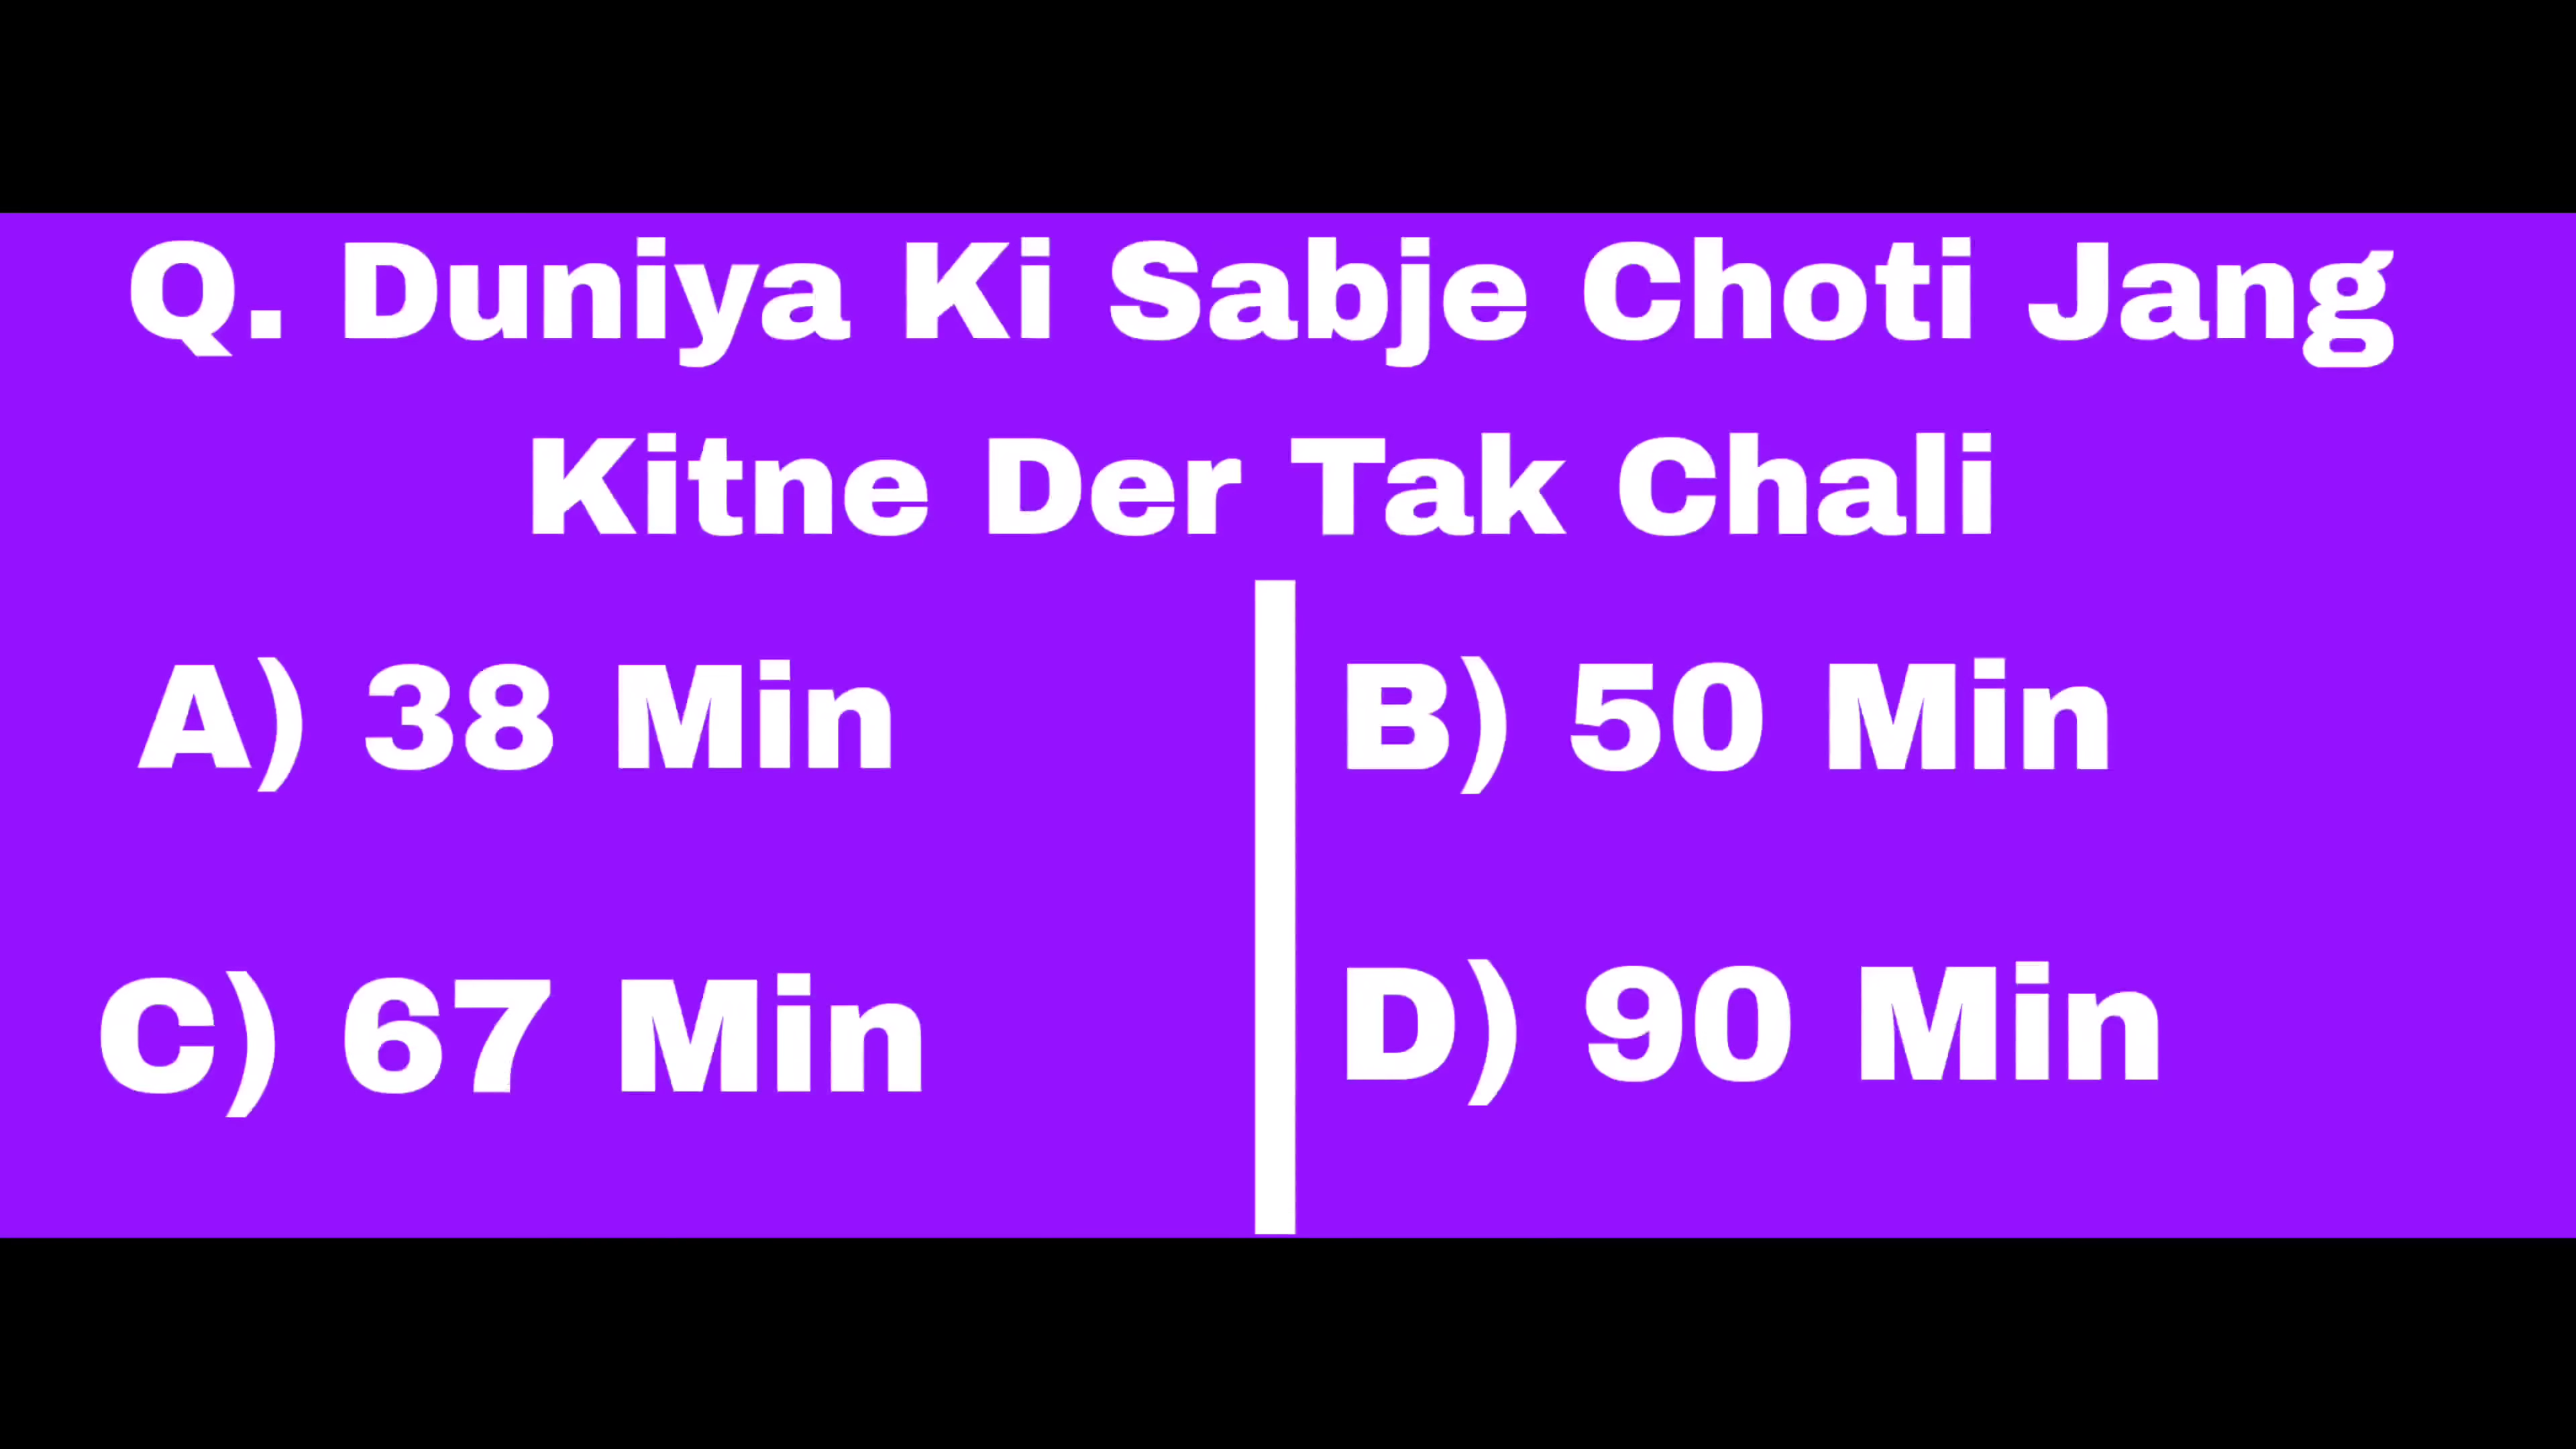 Q. Duniya Ki Sabje Choti Jang
Kitne Der Tak Chali
A) 38 Min
B) 50 Min
C) 67 Min
D) 90 Min